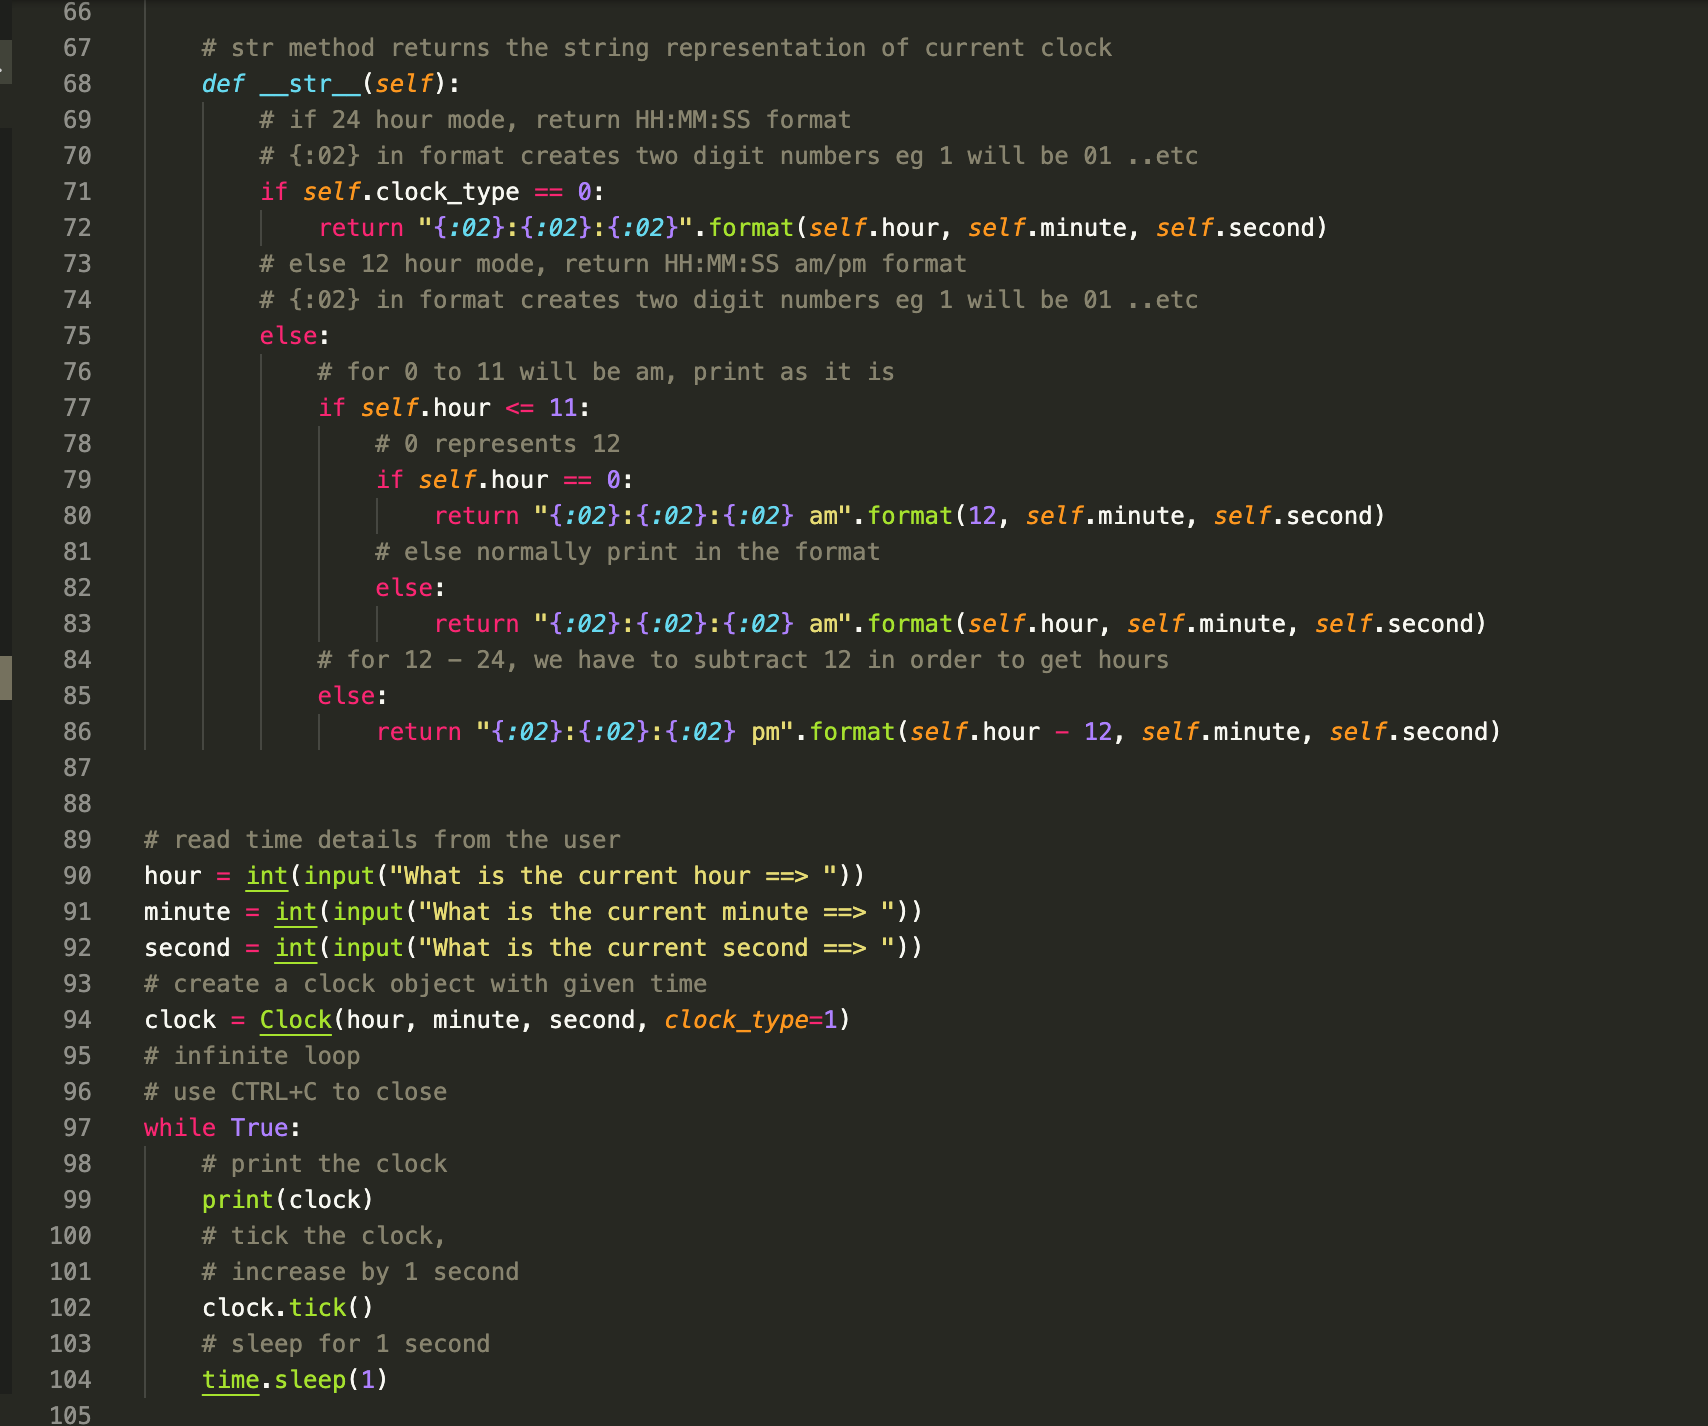 66
67 # str method returns the string representation of current clock
68 def __str__(self):
69 # if 24 hour mode, return HH:MM:SS format
70 # {:02} in format creates two digit numbers eg 1 will be 01 ..etc
71 if self.clock_type == 0:
72 return "{:02}:{:02}:{:02}".format(self.hour, self.minute, self.second)
73 # else 12 hour mode, return HH:MM:SS am/pm format
74 # {:02} in format creates two digit numbers eg 1 will be 01 ..etc
75 else:
76 # for 0 to 11 will be am, print as it is
77 if self.hour <= 11:
78 # 0 represents 12
79 if self.hour == 0:
80 return "{:02}:{:02}:{:02} am".format(12, self.minute, self.second)
81 # else normally print in the format
82 else:
83 return "{:02}:{:02}:{:02} am".format(self.hour, self.minute, self.second)
84 # for 12 - 24, we have to subtract 12 in order to get hours
85 else:
86 return "{:02}:{:02}:{:02} pm".format(self.hour - 12, self.minute, self.second)
87
88
89 # read time details from the user
90 hour = int(input("What is the current hour ==> "))
91 minute = int(input("What is the current minute ==> "))
92 second = int(input("What is the current second ==> "))
93 # create a clock object with given time
94 clock = Clock(hour, minute, second, clock_type=1)
95 # infinite loop
96 # use CTRL+C to close
97 while True:
98 # print the clock
99 print(clock)
100 # tick the clock,
101 # increase by 1 second
102 clock.tick()
103 # sleep for 1 second
104 time.sleep(1)
105